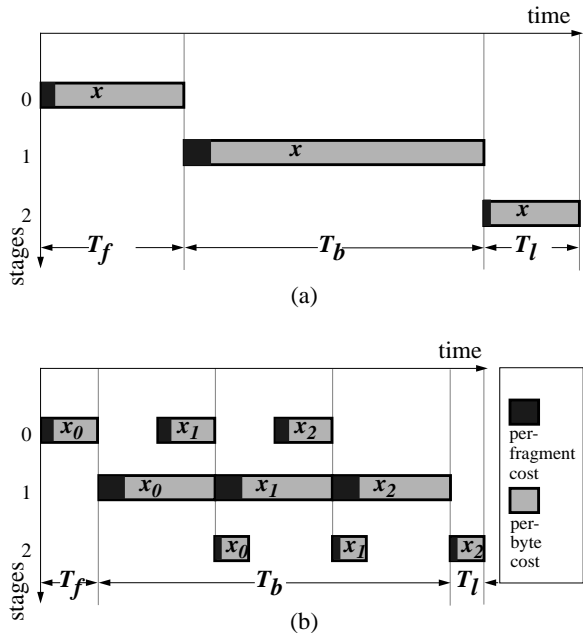 time
0
x
1
x
2
x
stages
T_f
T_b
T_l
(a)
time
0
x_0
x_1
x_2
1
x_0
x_1
x_2
2
x_0
x_1
x_2
stages
T_f
T_b
T_l
per-
fragment
cost
per-
byte
cost
(b)